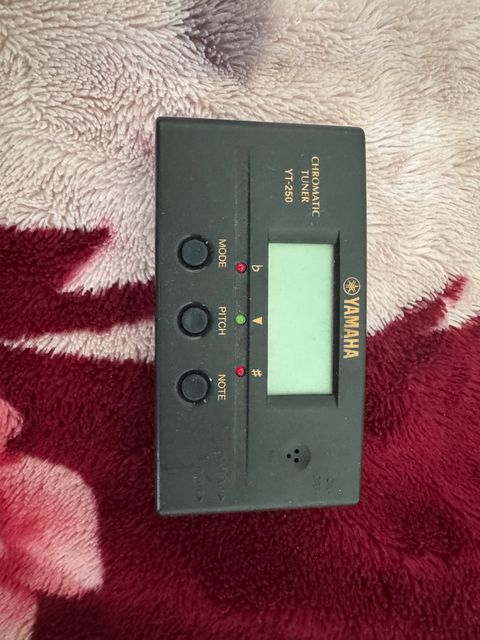 YAMAHA
CHROMATIC
TUNER
YT-250
♭ ▼ ♯
MODE PITCH NOTE